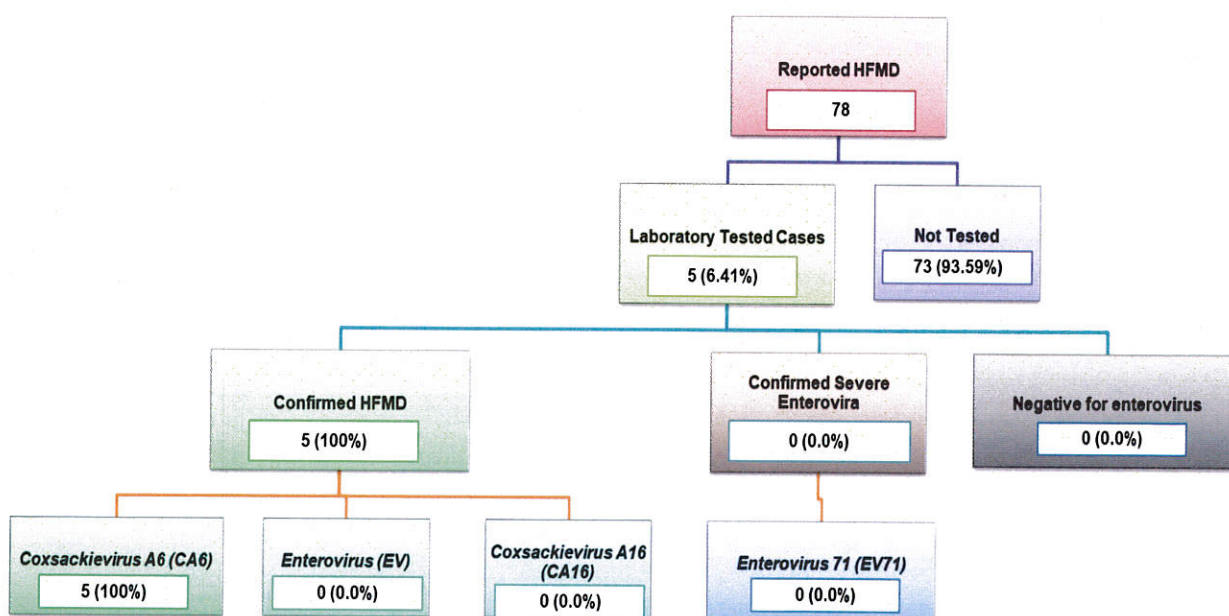 Reported HFMD
78
Laboratory Tested Cases
5 (6.41%)
Not Tested
73 (93.59%)
Confirmed HFMD
5 (100%)
Confirmed Severe
Enterovira
0 (0.0%)
Negative for enterovirus
0 (0.0%)
Coxsackievirus A6 (CA6)
5 (100%)
Enterovirus (EV)
0 (0.0%)
Coxsackievirus A16
(CA16)
0 (0.0%)
Enterovirus 71 (EV71)
0 (0.0%)